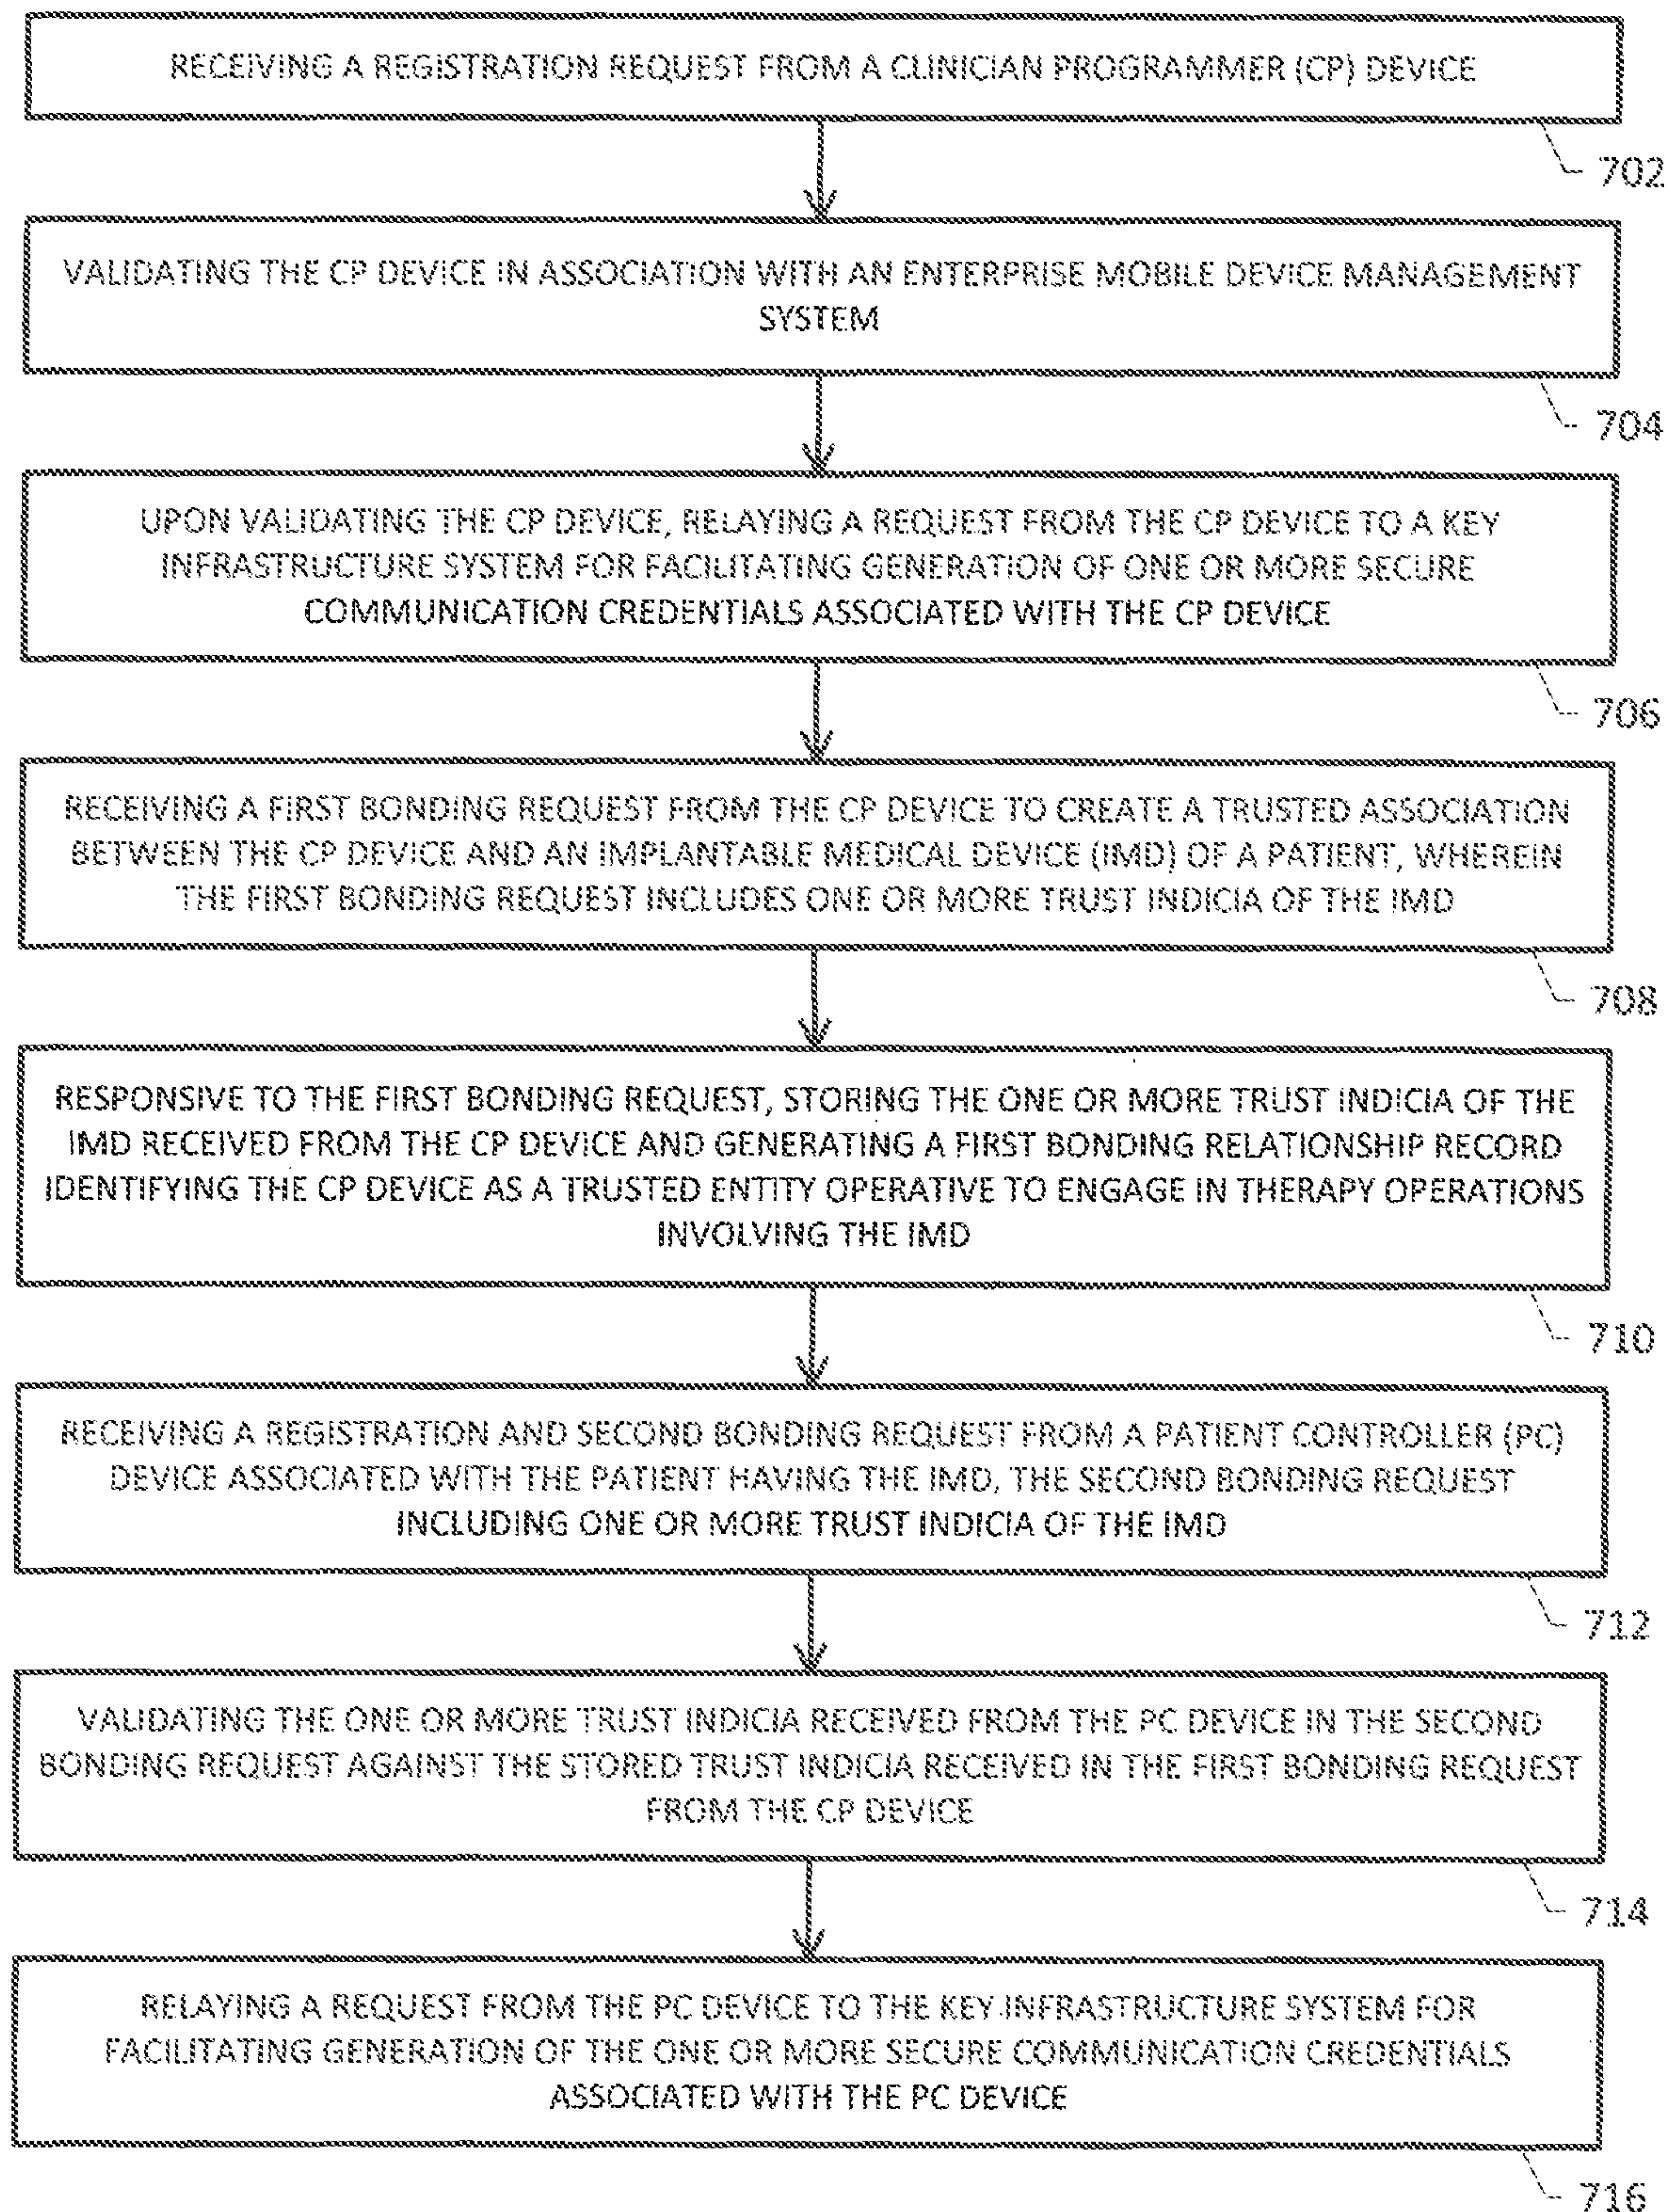 RECEIVING A REGISTRATION REQUEST FROM A CLINICIAN PROGRAMMER (CP) DEVICE
702
VALIDATING THE CP DEVICE IN ASSOCIATION WITH AN ENTERPRISE MOBILE DEVICE MANAGEMENT
SYSTEM
704
UPON VALIDATING THE CP DEVICE, RELAYING A REQUEST FROM THE CP DEVICE TO A KEY
INFRASTRUCTURE SYSTEM FOR FACILITATING GENERATION OF ONE OR MORE SECURE
COMMUNICATION CREDENTIALS ASSOCIATED WITH THE CP DEVICE
706
RECEIVING A FIRST BONDING REQUEST FROM THE CP DEVICE TO CREATE A TRUSTED ASSOCIATION
BETWEEN THE CP DEVICE AND AN IMPLANTABLE MEDICAL DEVICE (IMD) OF A PATIENT, WHEREIN
THE FIRST BONDING REQUEST INCLUDES ONE OR MORE TRUST INDICIA OF THE IMD
708
RESPONSIVE TO THE FIRST BONDING REQUEST, STORING THE ONE OR MORE TRUST INDICIA OF THE
IMD RECEIVED FROM THE CP DEVICE AND GENERATING A FIRST BONDING RELATIONSHIP RECORD
IDENTIFYING THE CP DEVICE AS A TRUSTED ENTITY OPERATIVE TO ENGAGE IN THERAPY OPERATIONS
INVOLVING THE IMD
710
RECEIVING A REGISTRATION AND SECOND BONDING REQUEST FROM A PATIENT CONTROLLER (PC)
DEVICE ASSOCIATED WITH THE PATIENT HAVING THE IMD, THE SECOND BONDING REQUEST
INCLUDING ONE OR MORE TRUST INDICIA OF THE IMD
712
VALIDATING THE ONE OR MORE TRUST INDICIA RECEIVED FROM THE PC DEVICE IN THE SECOND
BONDING REQUEST AGAINST THE STORED TRUST INDICIA RECEIVED IN THE FIRST BONDING REQUEST
FROM THE CP DEVICE
714
RELAYING A REQUEST FROM THE PC DEVICE TO THE KEY-INFRASTRUCTURE SYSTEM FOR
FACILITATING GENERATION OF THE ONE OR MORE SECURE COMMUNICATION CREDENTIALS
ASSOCIATED WITH THE PC DEVICE
716